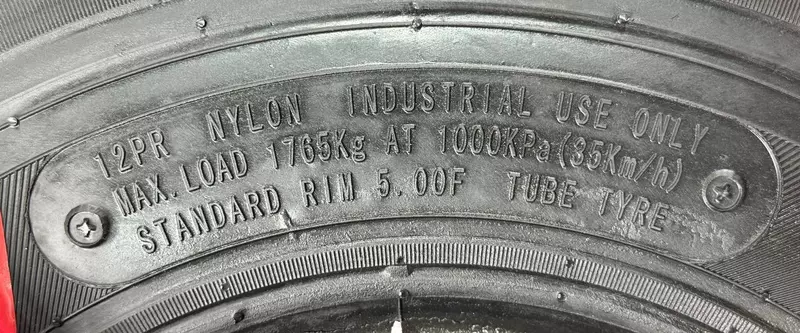 12PR NYLON INDUSTRIAL USE ONLY
MAX. LOAD 1765Kg AT 1000KPa(35Km/h)
STANDARD RIM 5.00F TUBE TYRE